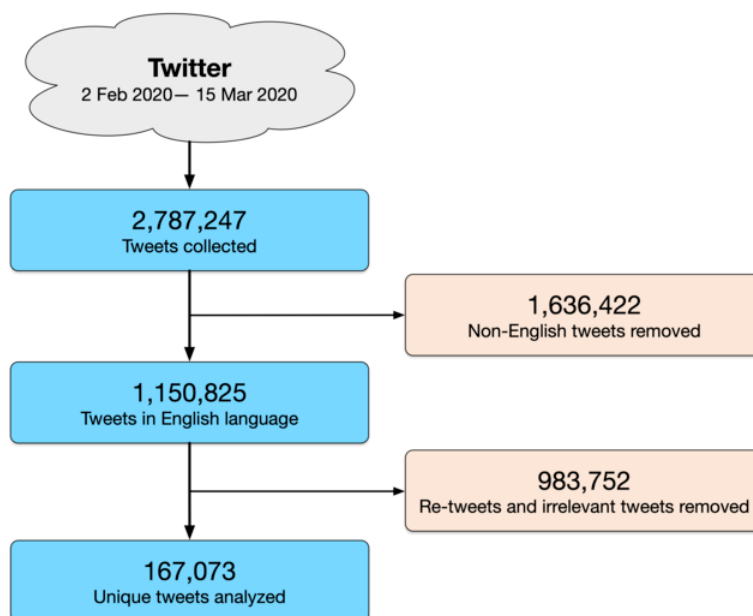 Twitter
2 Feb 2020— 15 Mar 2020
2,787,247
Tweets collected
1,636,422
Non-English tweets removed
1,150,825
Tweets in English language
983,752
Re-tweets and irrelevant tweets removed
167,073
Unique tweets analyzed